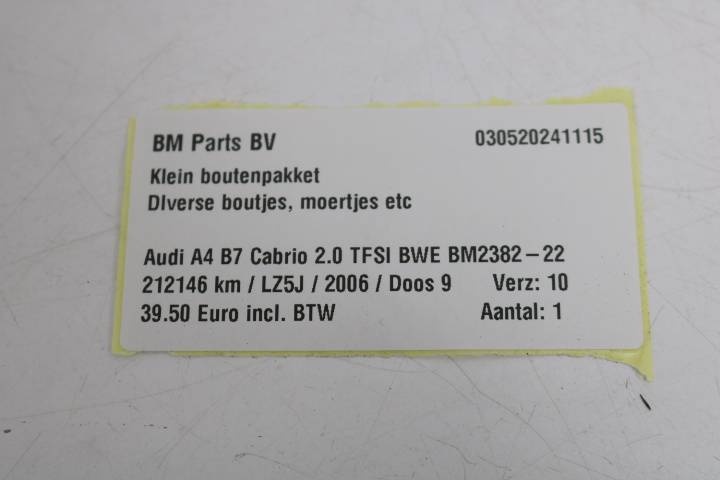 BM Parts BV 030520241115
Klein boutenpakket
DIverse boutjes, moertjes etc
Audi A4 B7 Cabrio 2.0 TFSI BWE BM2382-22
212146 km / LZ5J / 2006 / Doos 9 Verz: 10
39.50 Euro incl. BTW Aantal: 1